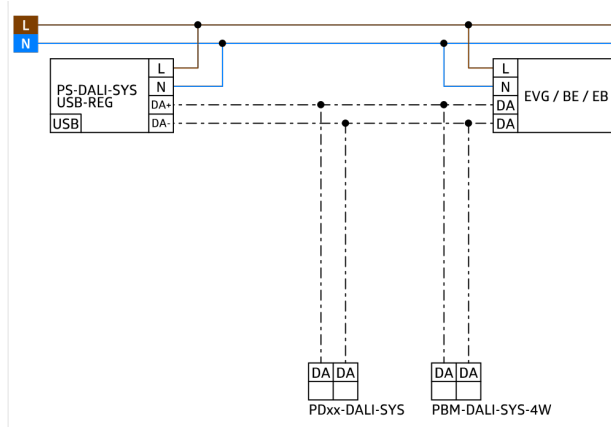 L
N
PS-DALI-SYS
USB-REG
USB
L
N
DA+
DA-
L
N
DA
DA
EVG / BE / EB
DA DA
PDxx-DALI-SYS
DA DA
PBM-DALI-SYS-4W